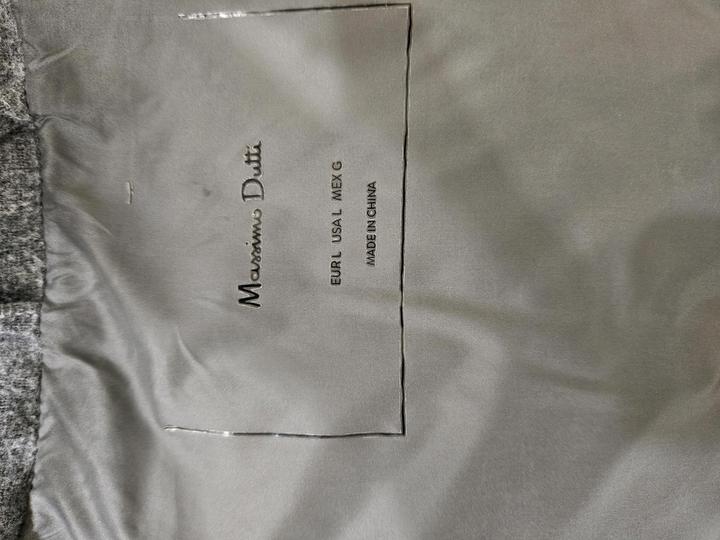 Massimo Dutti
EUR L USA L MEX G
MADE IN CHINA